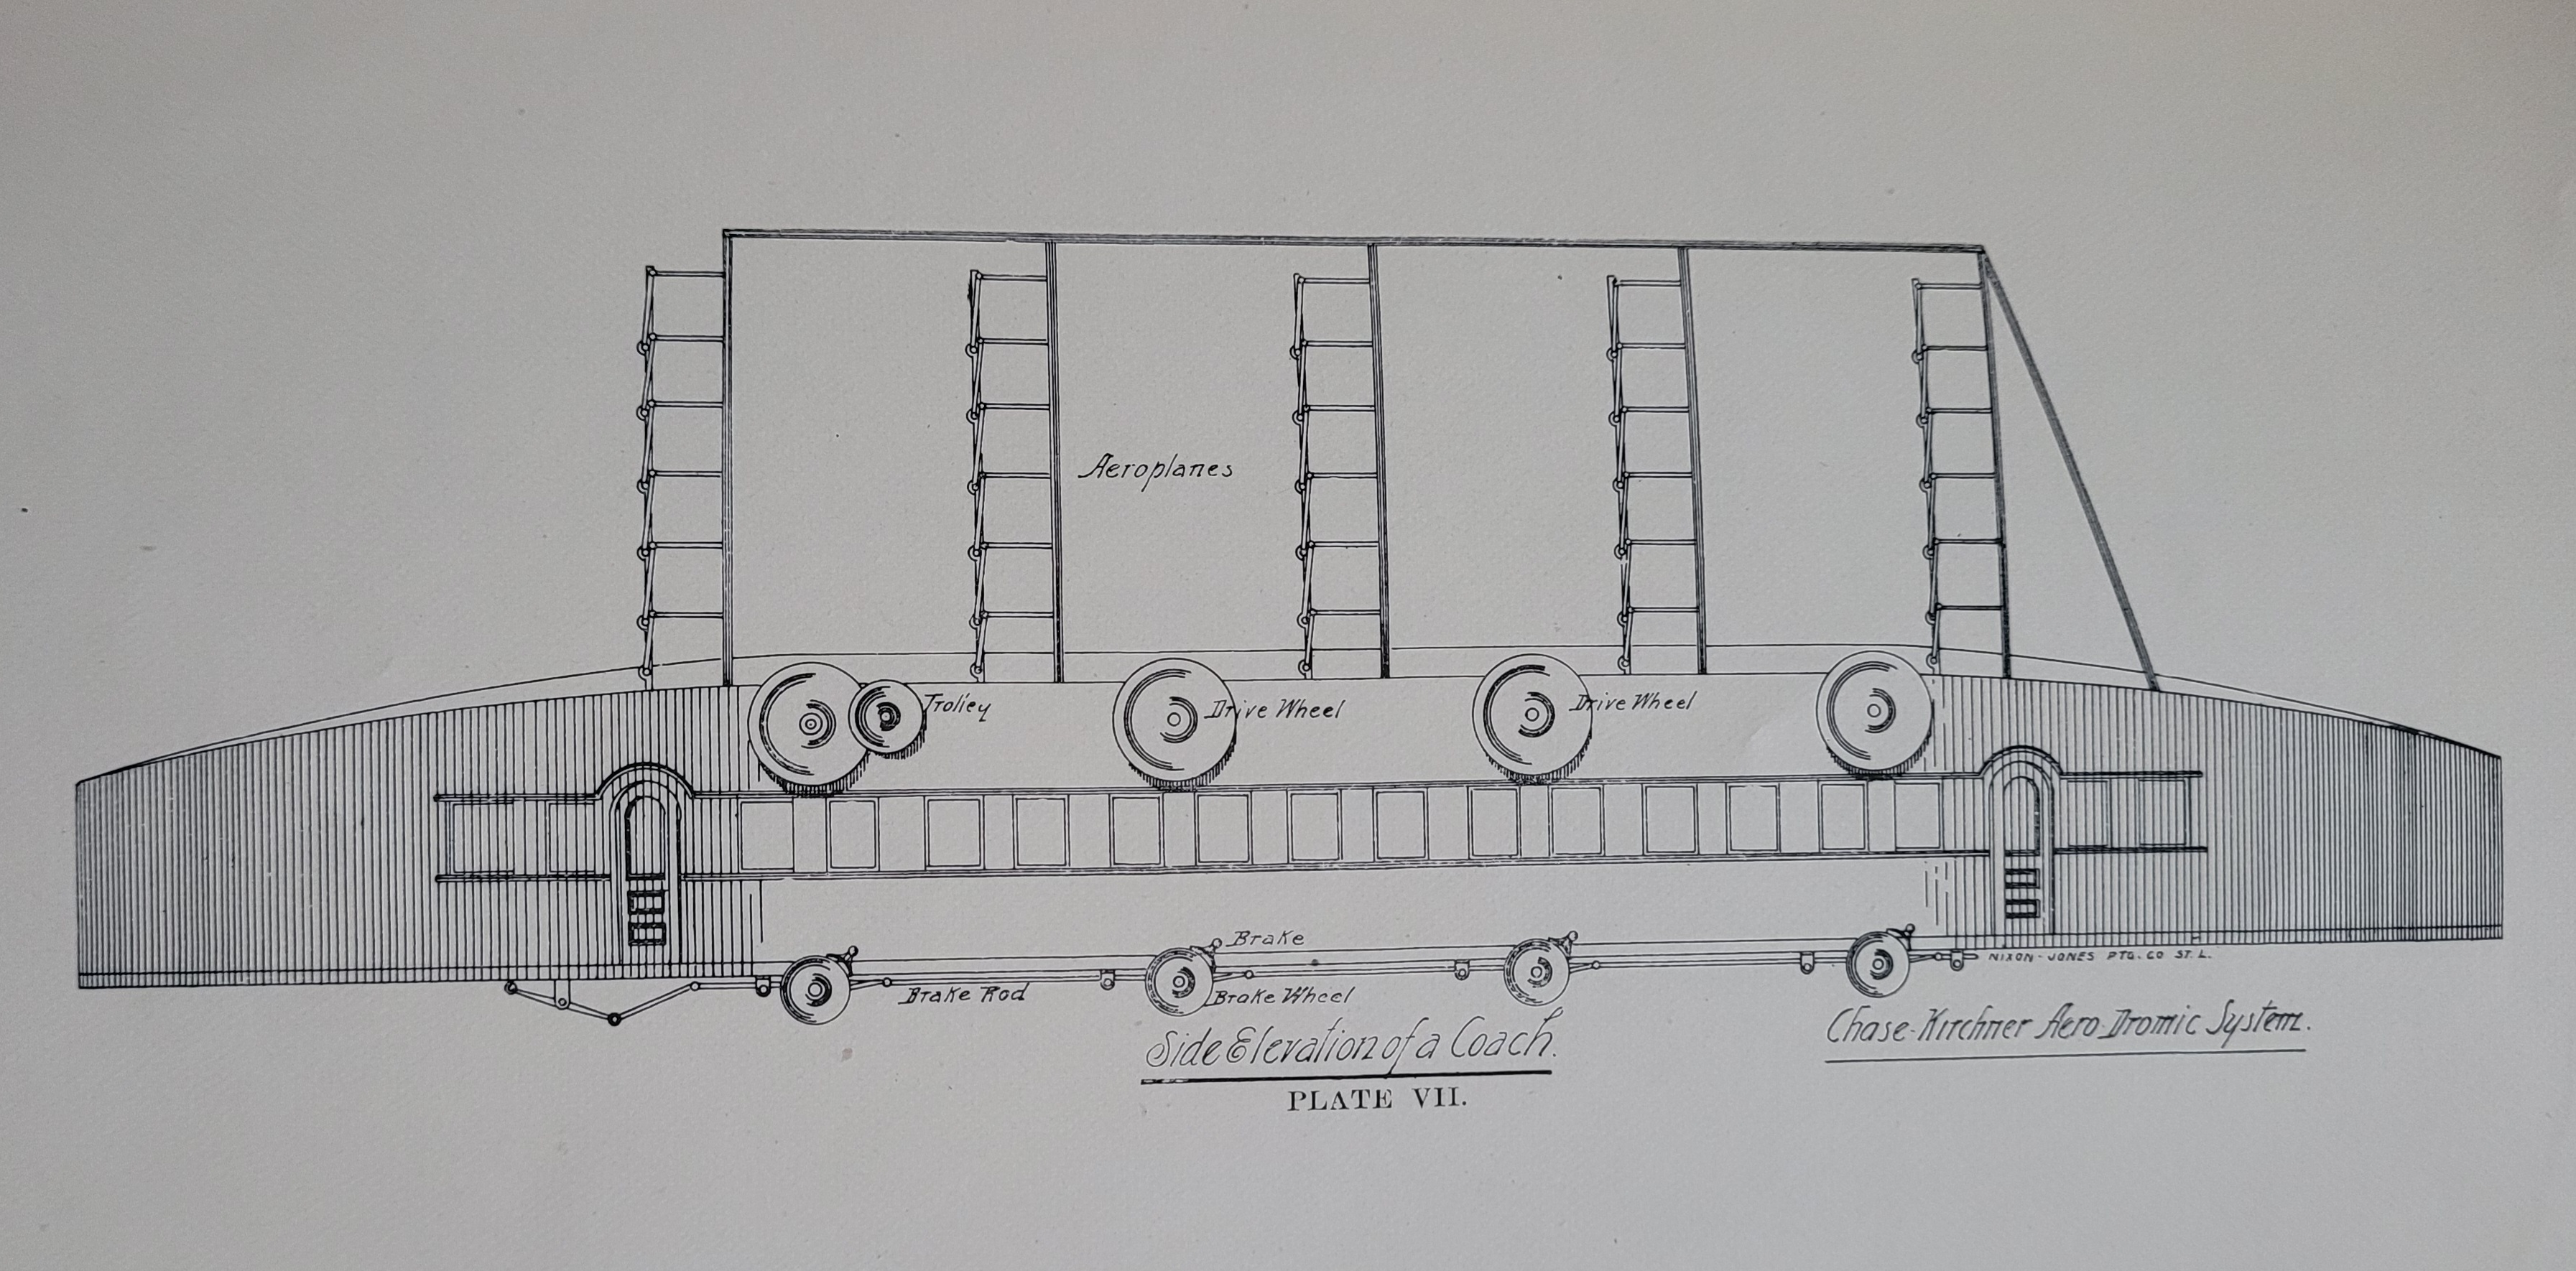 Aeroplanes
Trolley
Drive Wheel
Drive Wheel
Brake
Brake Rod
Brake Wheel
NIXON-JONES PTG. CO ST. L.
Side Elevation of a Coach.
Chase-Kirchner Aero-Dromic System.
PLATE VII.